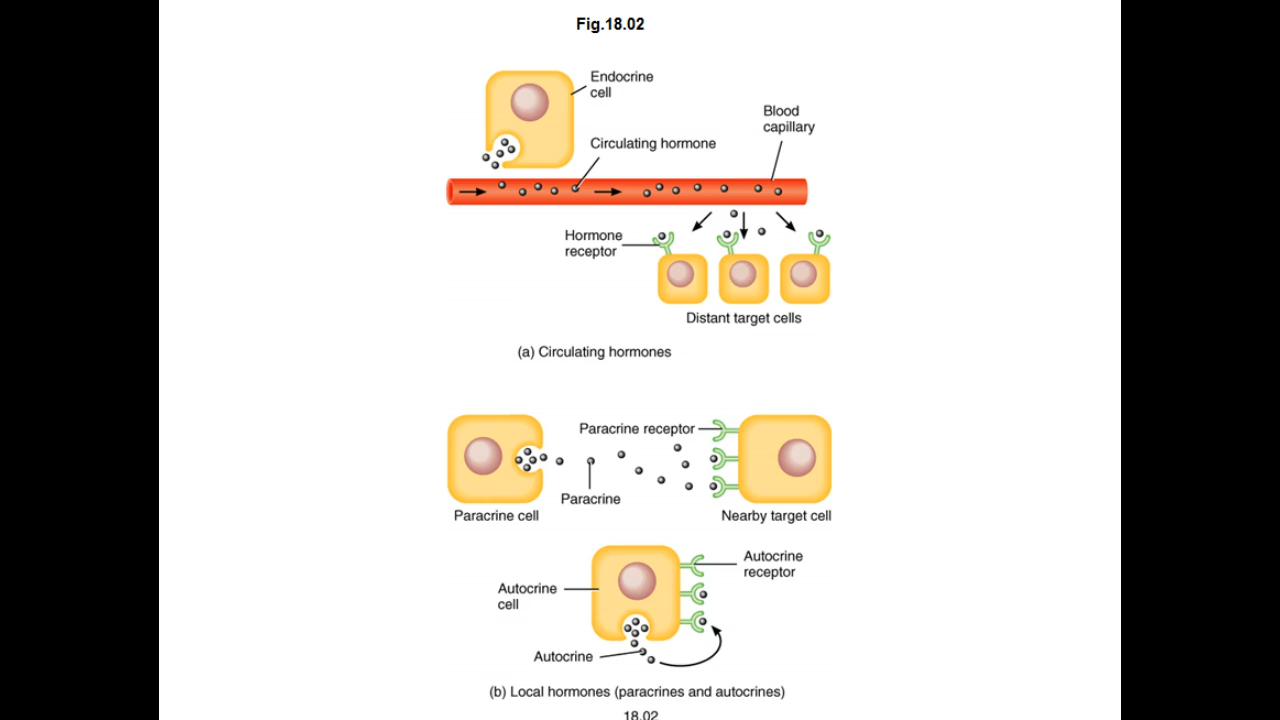 Fig.18.02
Endocrine
cell
Blood
capillary
Circulating hormone
Hormone
receptor
Distant target cells
(a) Circulating hormones
Paracrine receptor
Paracrine
Paracrine cell
Nearby target cell
Autocrine
receptor
Autocrine
cell
Autocrine
(b) Local hormones (paracrines and autocrines)
18.02